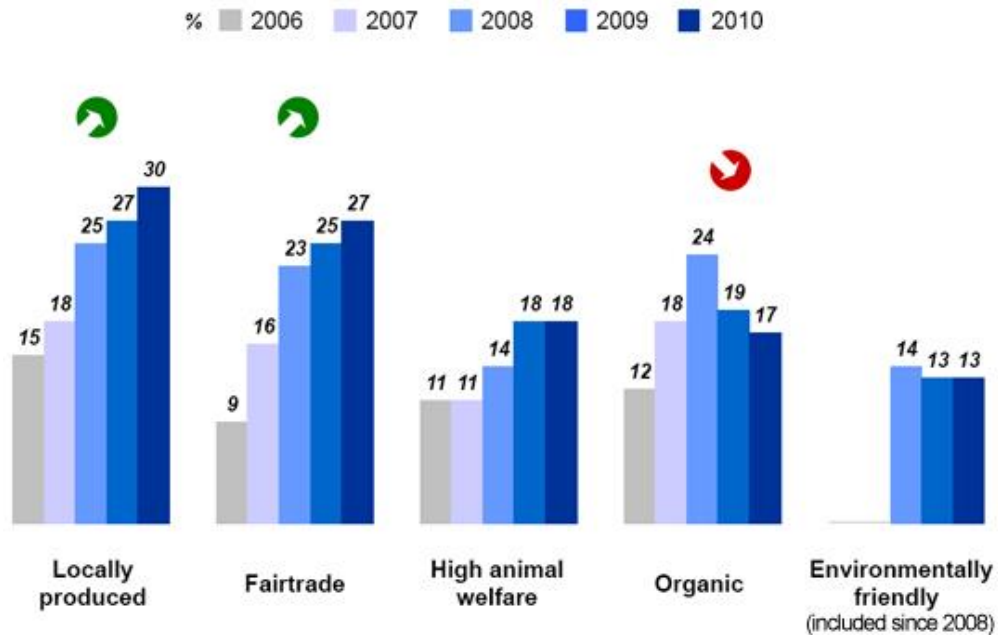 % 2006 2007 2008 2009 2010
15 18 25 27 30
9 16 23 25 27
11 11 14 18 18
12 18 24 19 17
14 13 13
Locally
produced
Fairtrade
High animal
welfare
Organic
Environmentally
friendly
(included since 2008)